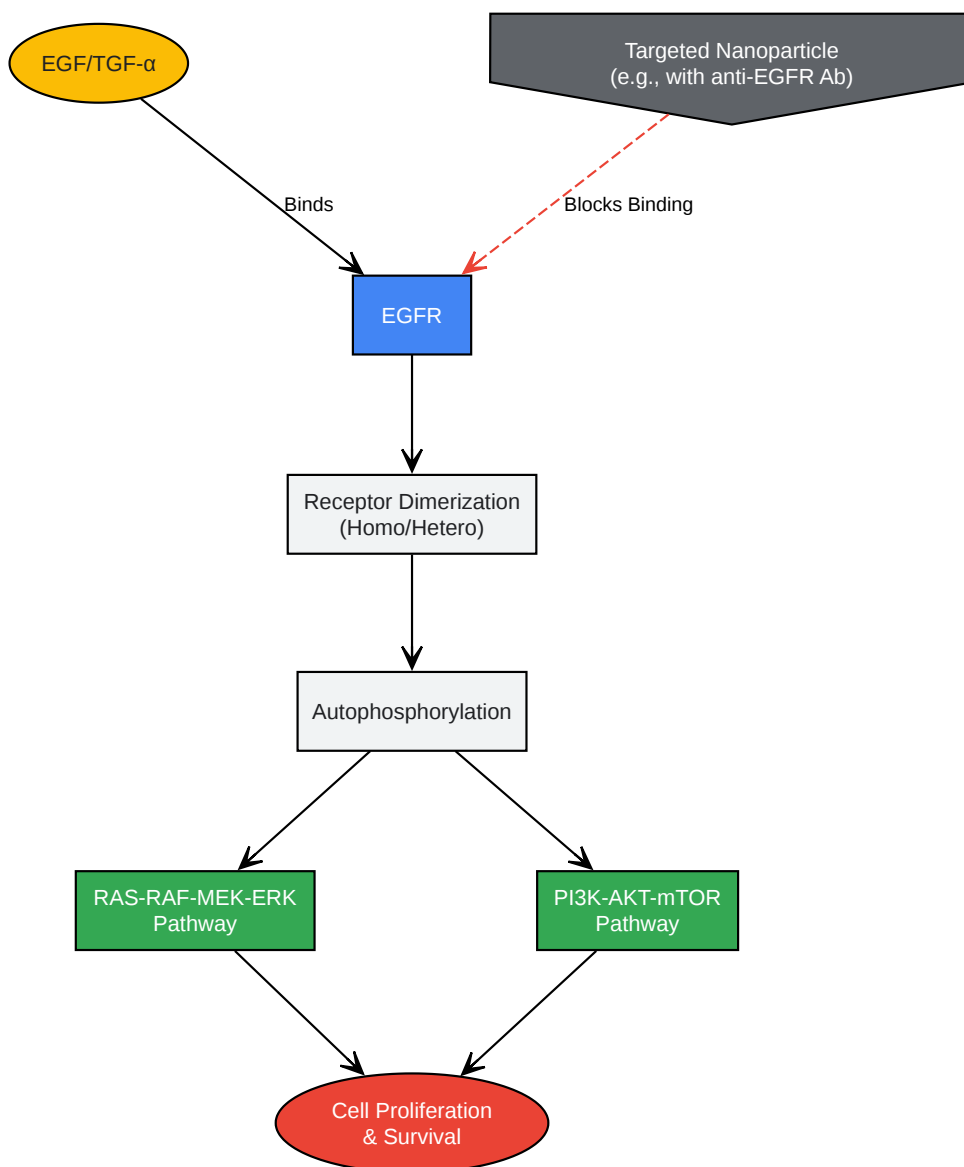 EGF/TGF-α
Targeted Nanoparticle
(e.g., with anti-EGFR Ab)
Binds
Blocks Binding
EGFR
Receptor Dimerization
(Homo/Hetero)
Autophosphorylation
RAS-RAF-MEK-ERK
Pathway
PI3K-AKT-mTOR
Pathway
Cell Proliferation
& Survival